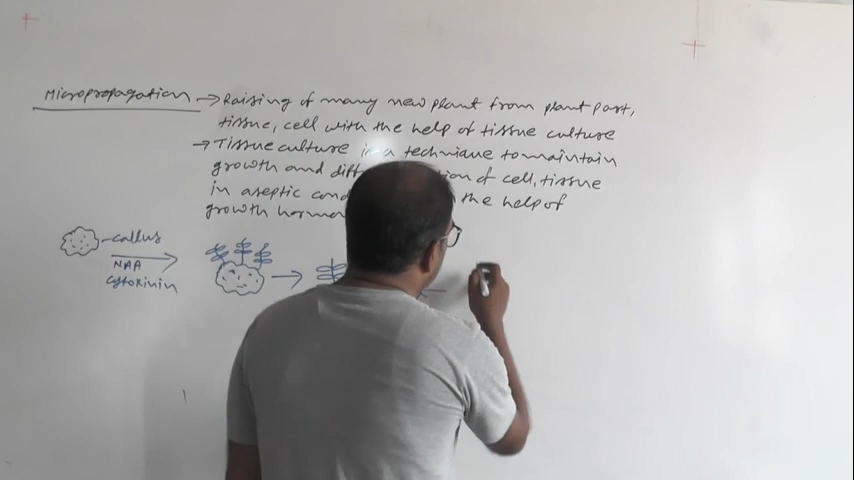 Micropropagation → Raising of many new plant from plant part,
tissue, cell with the help of tissue culture
→ Tissue culture is a technique to maintain
growth and diff tion of cell, tissue
in aseptic cond the help of
growth hormo
callus
NAA
cytokinin